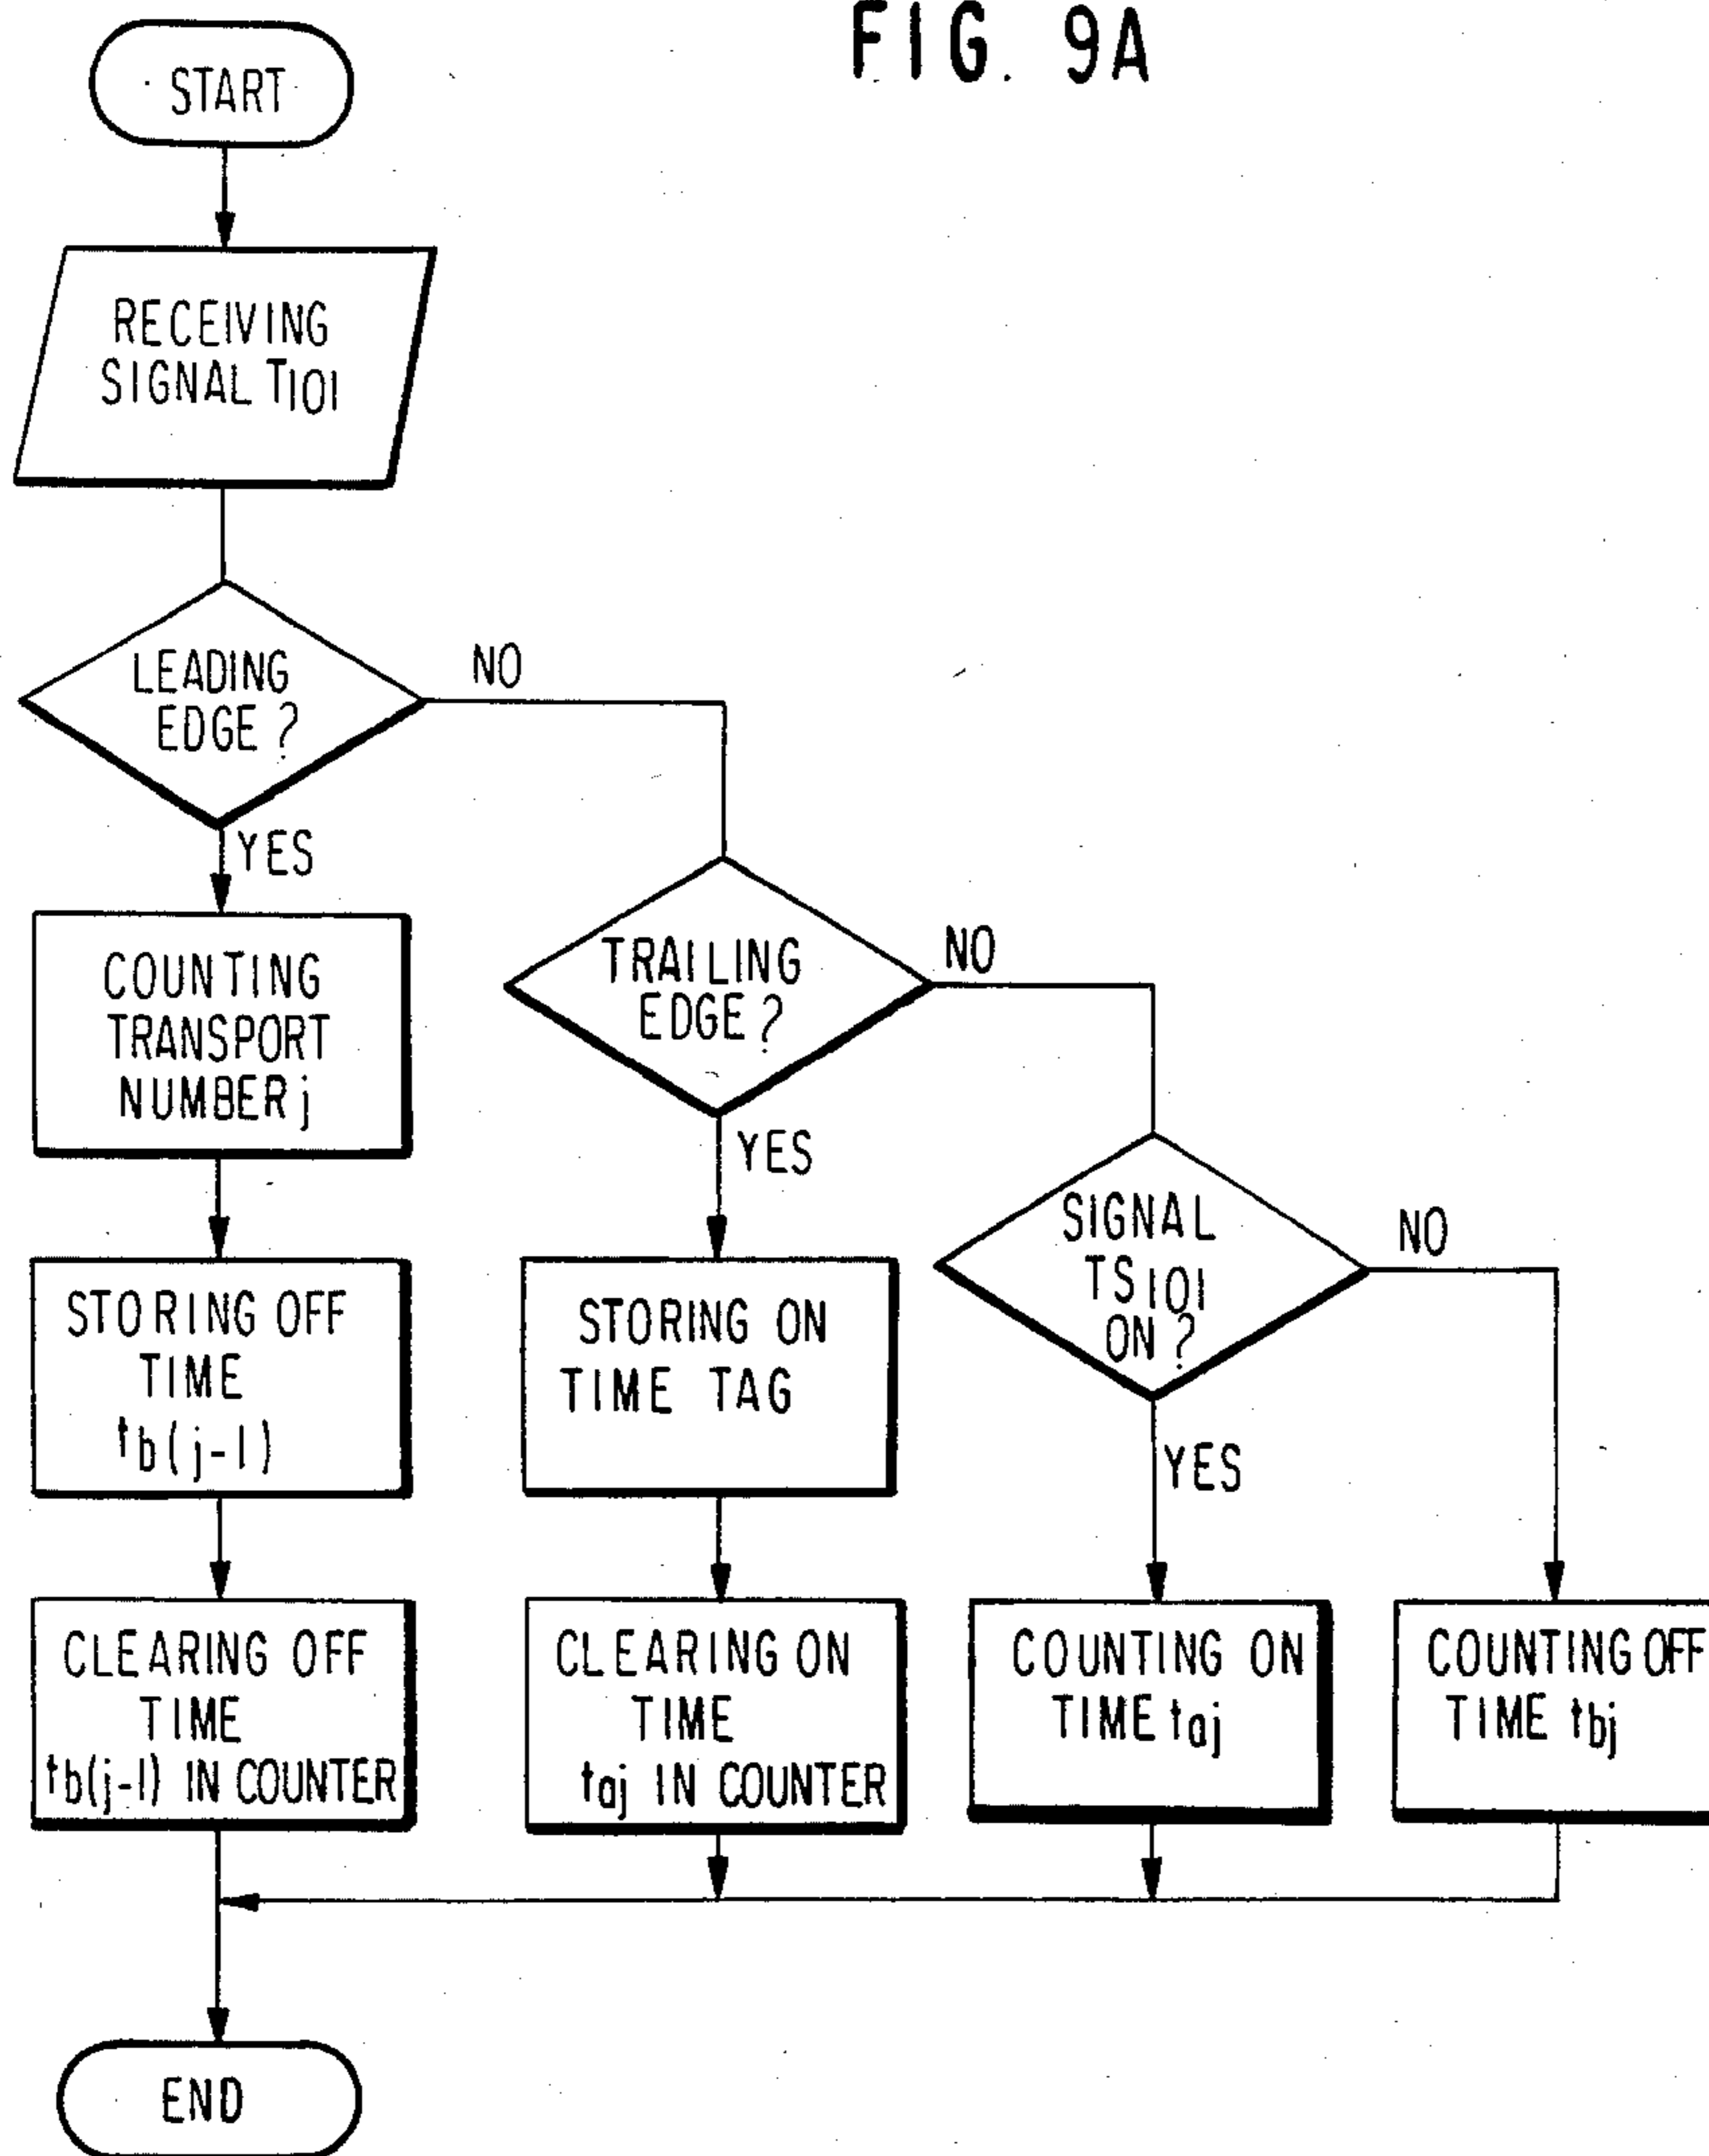 FIG. 9A
START
RECEIVING
SIGNAL T101
LEADING
EDGE?
NO
YES
COUNTING
TRANSPORT
NUMBER j
TRAILING
EDGE?
NO
YES
STORING OFF
TIME
tb(j-1)
STORING ON
TIME TAG
SIGNAL
TS101
ON?
NO
YES
CLEARING OFF
TIME
tb(j-1) IN COUNTER
CLEARING ON
TIME
taj IN COUNTER
COUNTING ON
TIME taj
COUNTING OFF
TIME tbj
END